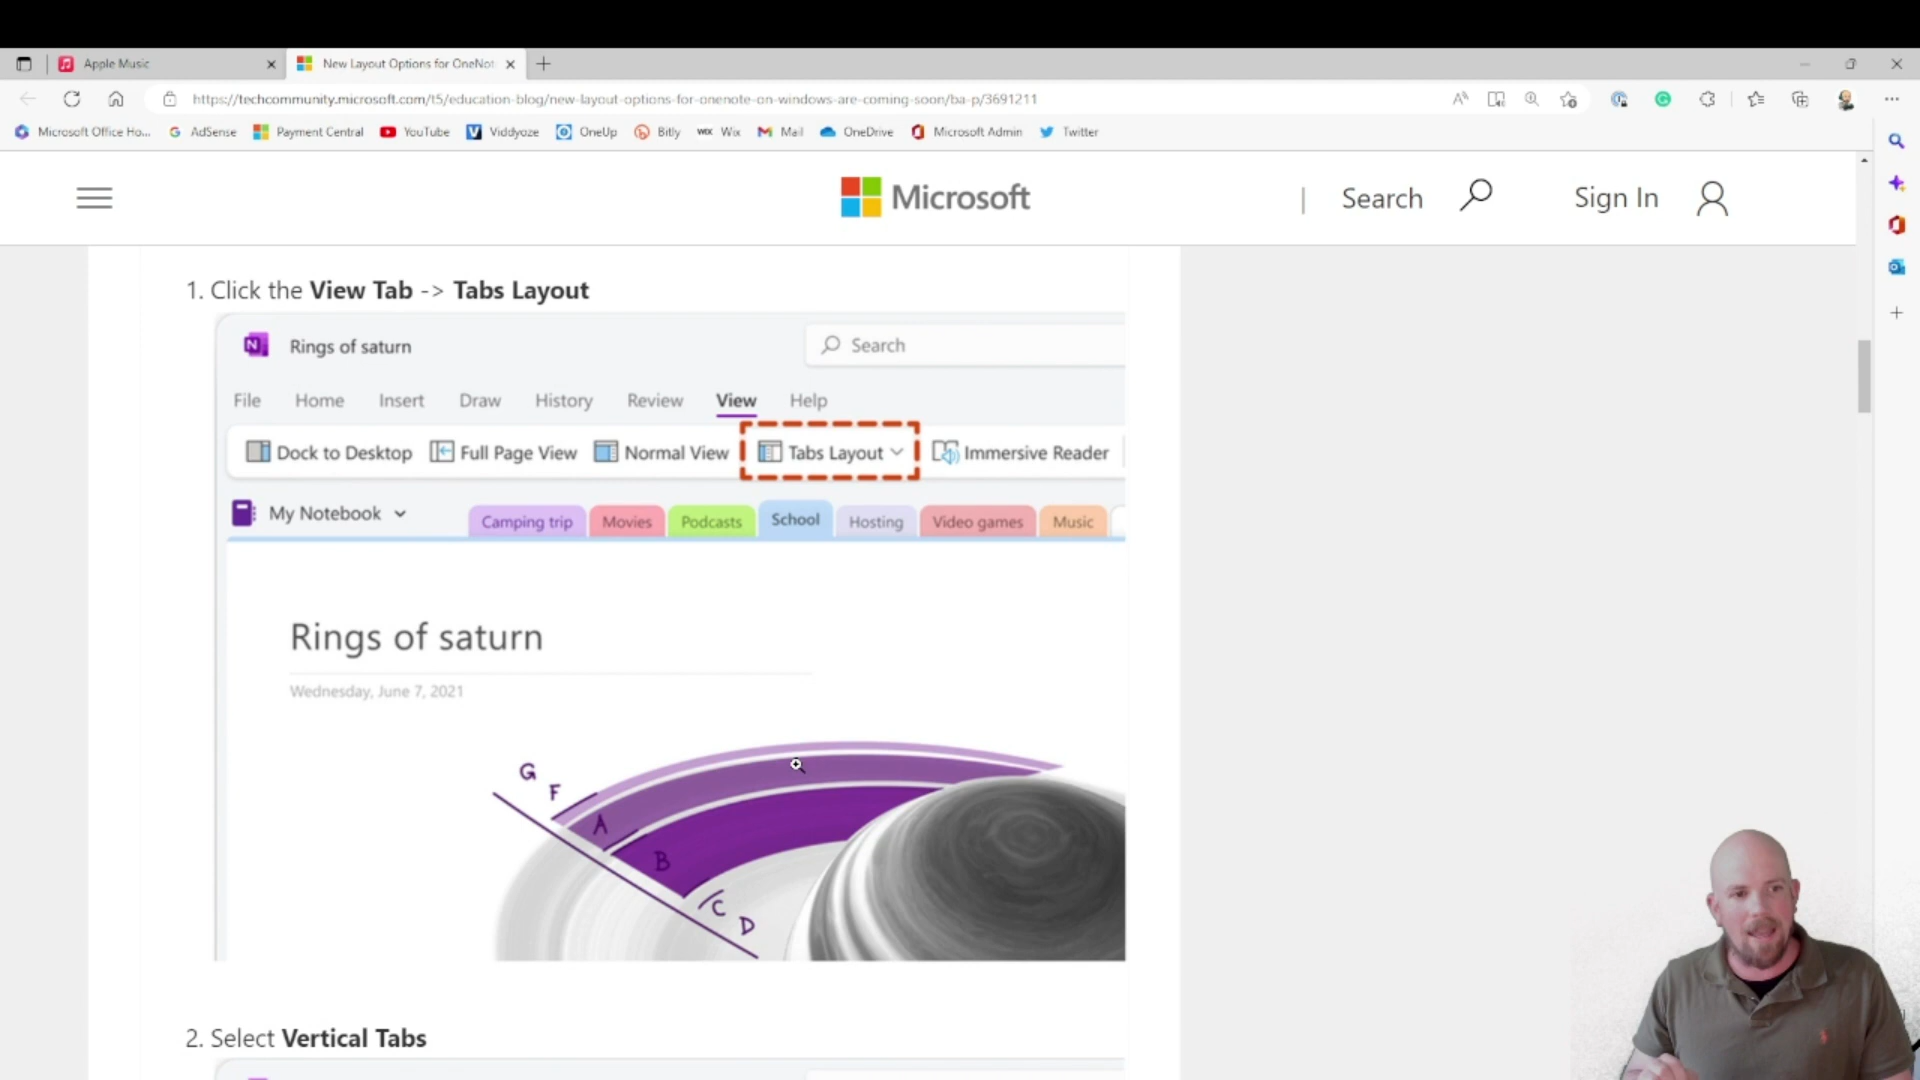 Apple Music
New Layout Options for OneNot
https://techcommunity.microsoft.com/t5/education-blog/new-layout-options-for-onenote-on-windows-are-coming-soon/ba-p/3691211
Microsoft Office Ho... AdSense Payment Central YouTube Viddyoze OneUp Bitly WIX Wix Mail OneDrive Microsoft Admin Twitter
Microsoft | Search Sign In
1. Click the View Tab -> Tabs Layout
N Rings of saturn Search
File Home Insert Draw History Review View Help
Dock to Desktop Full Page View Normal View Tabs Layout Immersive Reader
My Notebook Camping trip Movies Podcasts School Hosting Video games Music
Rings of saturn
Wednesday, June 7, 2021
G
F
A
B
C
D
2. Select Vertical Tabs